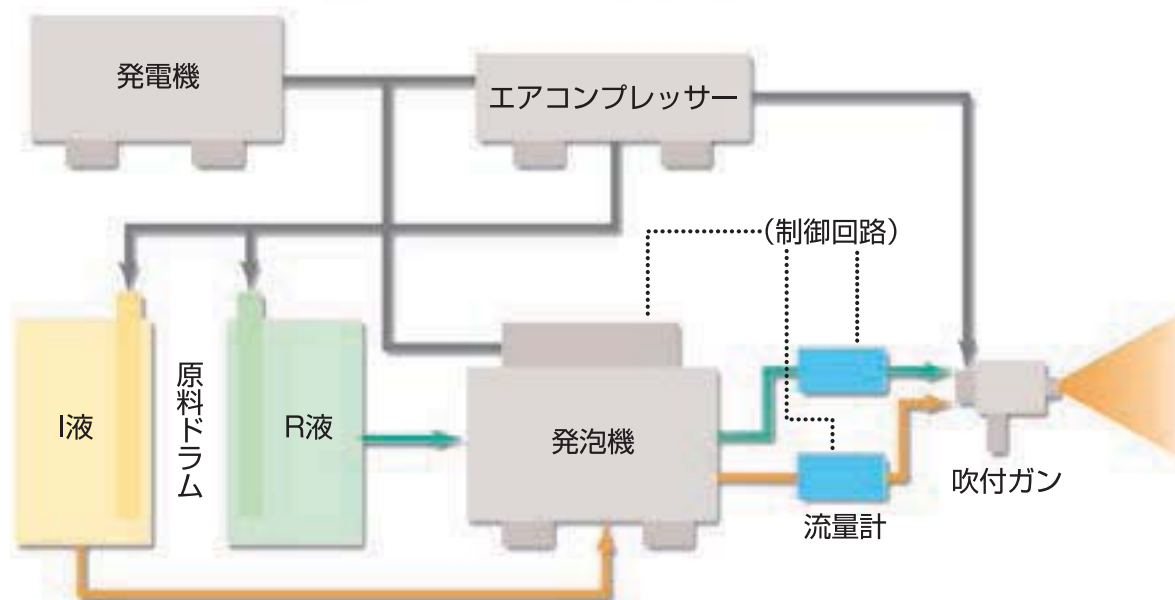 発電機
エアコンプレッサー
(制御回路)
I液
原料ドラム
R液
発泡機
流量計
吹付ガン